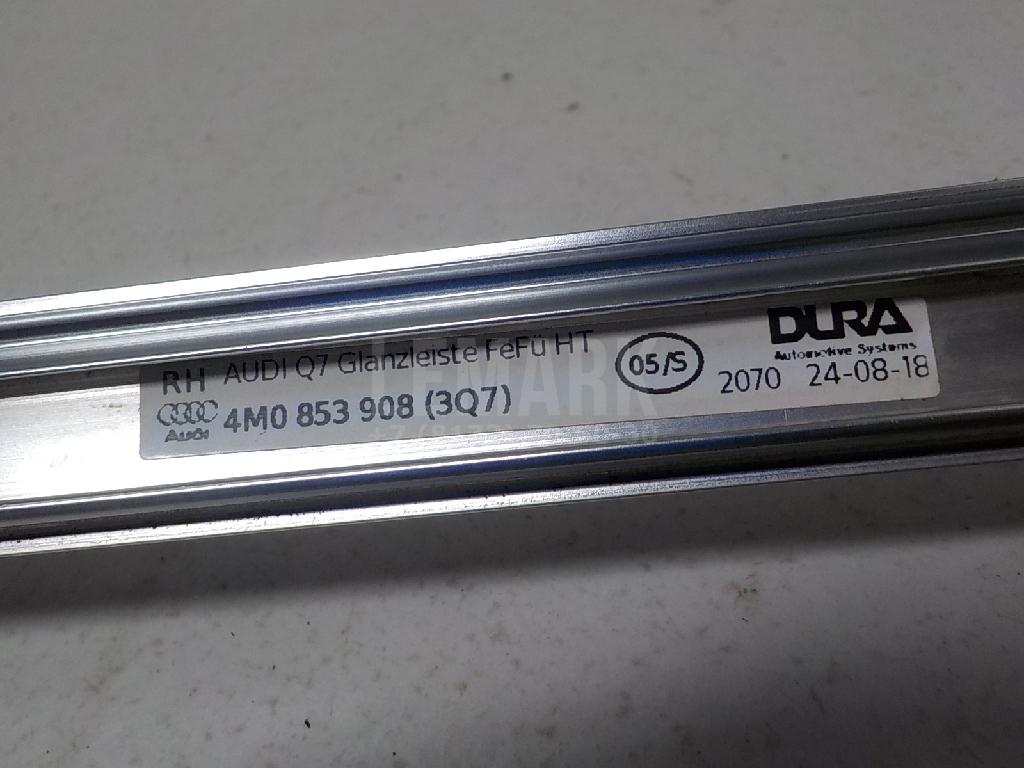 RH AUDI Q7 Glanzleiste FeFü HT
Audi 4M0 853 908 (3Q7)
05/S
DURA
Automotive Systems
2070 24-08-18
LEMARK